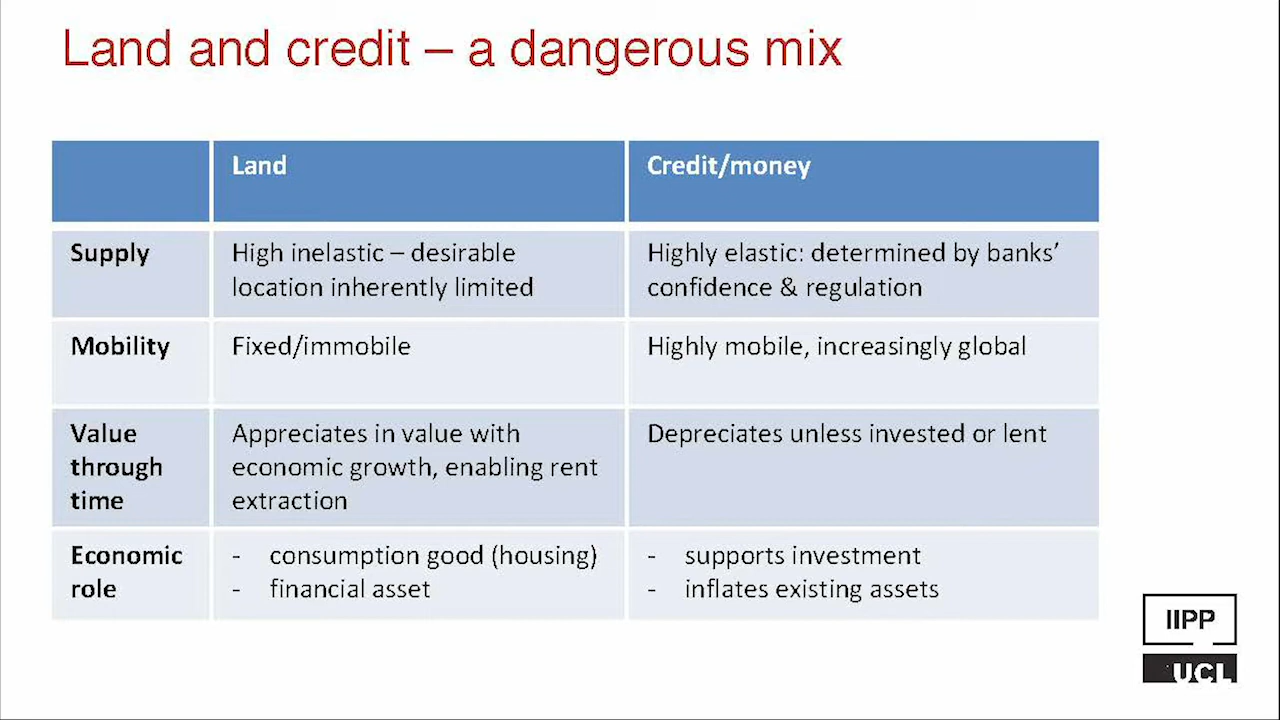 Land and credit – a dangerous mix
Land
Credit/money
Supply
High inelastic – desirable
location inherently limited
Highly elastic: determined by banks’
confidence & regulation
Mobility
Fixed/immobile
Highly mobile, increasingly global
Value
through
time
Appreciates in value with
economic growth, enabling rent
extraction
Depreciates unless invested or lent
Economic
role
- consumption good (housing)
- financial asset
- supports investment
- inflates existing assets
IIPP
UCL